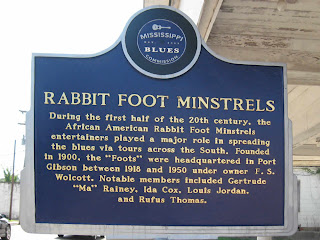 MISSISSIPPI
BLUES
COMMISSION
RABBIT FOOT MINSTRELS
During the first half of the 20th century, the
African American Rabbit Foot Minstrels
entertainers played a major role in spreading
the blues via tours across the South. Founded
in 1900, the "Foots" were headquartered in Port
Gibson between 1918 and 1950 under owner F. S.
Wolcott. Notable members included Gertrude
"Ma" Rainey, Ida Cox, Louis Jordan,
and Rufus Thomas.